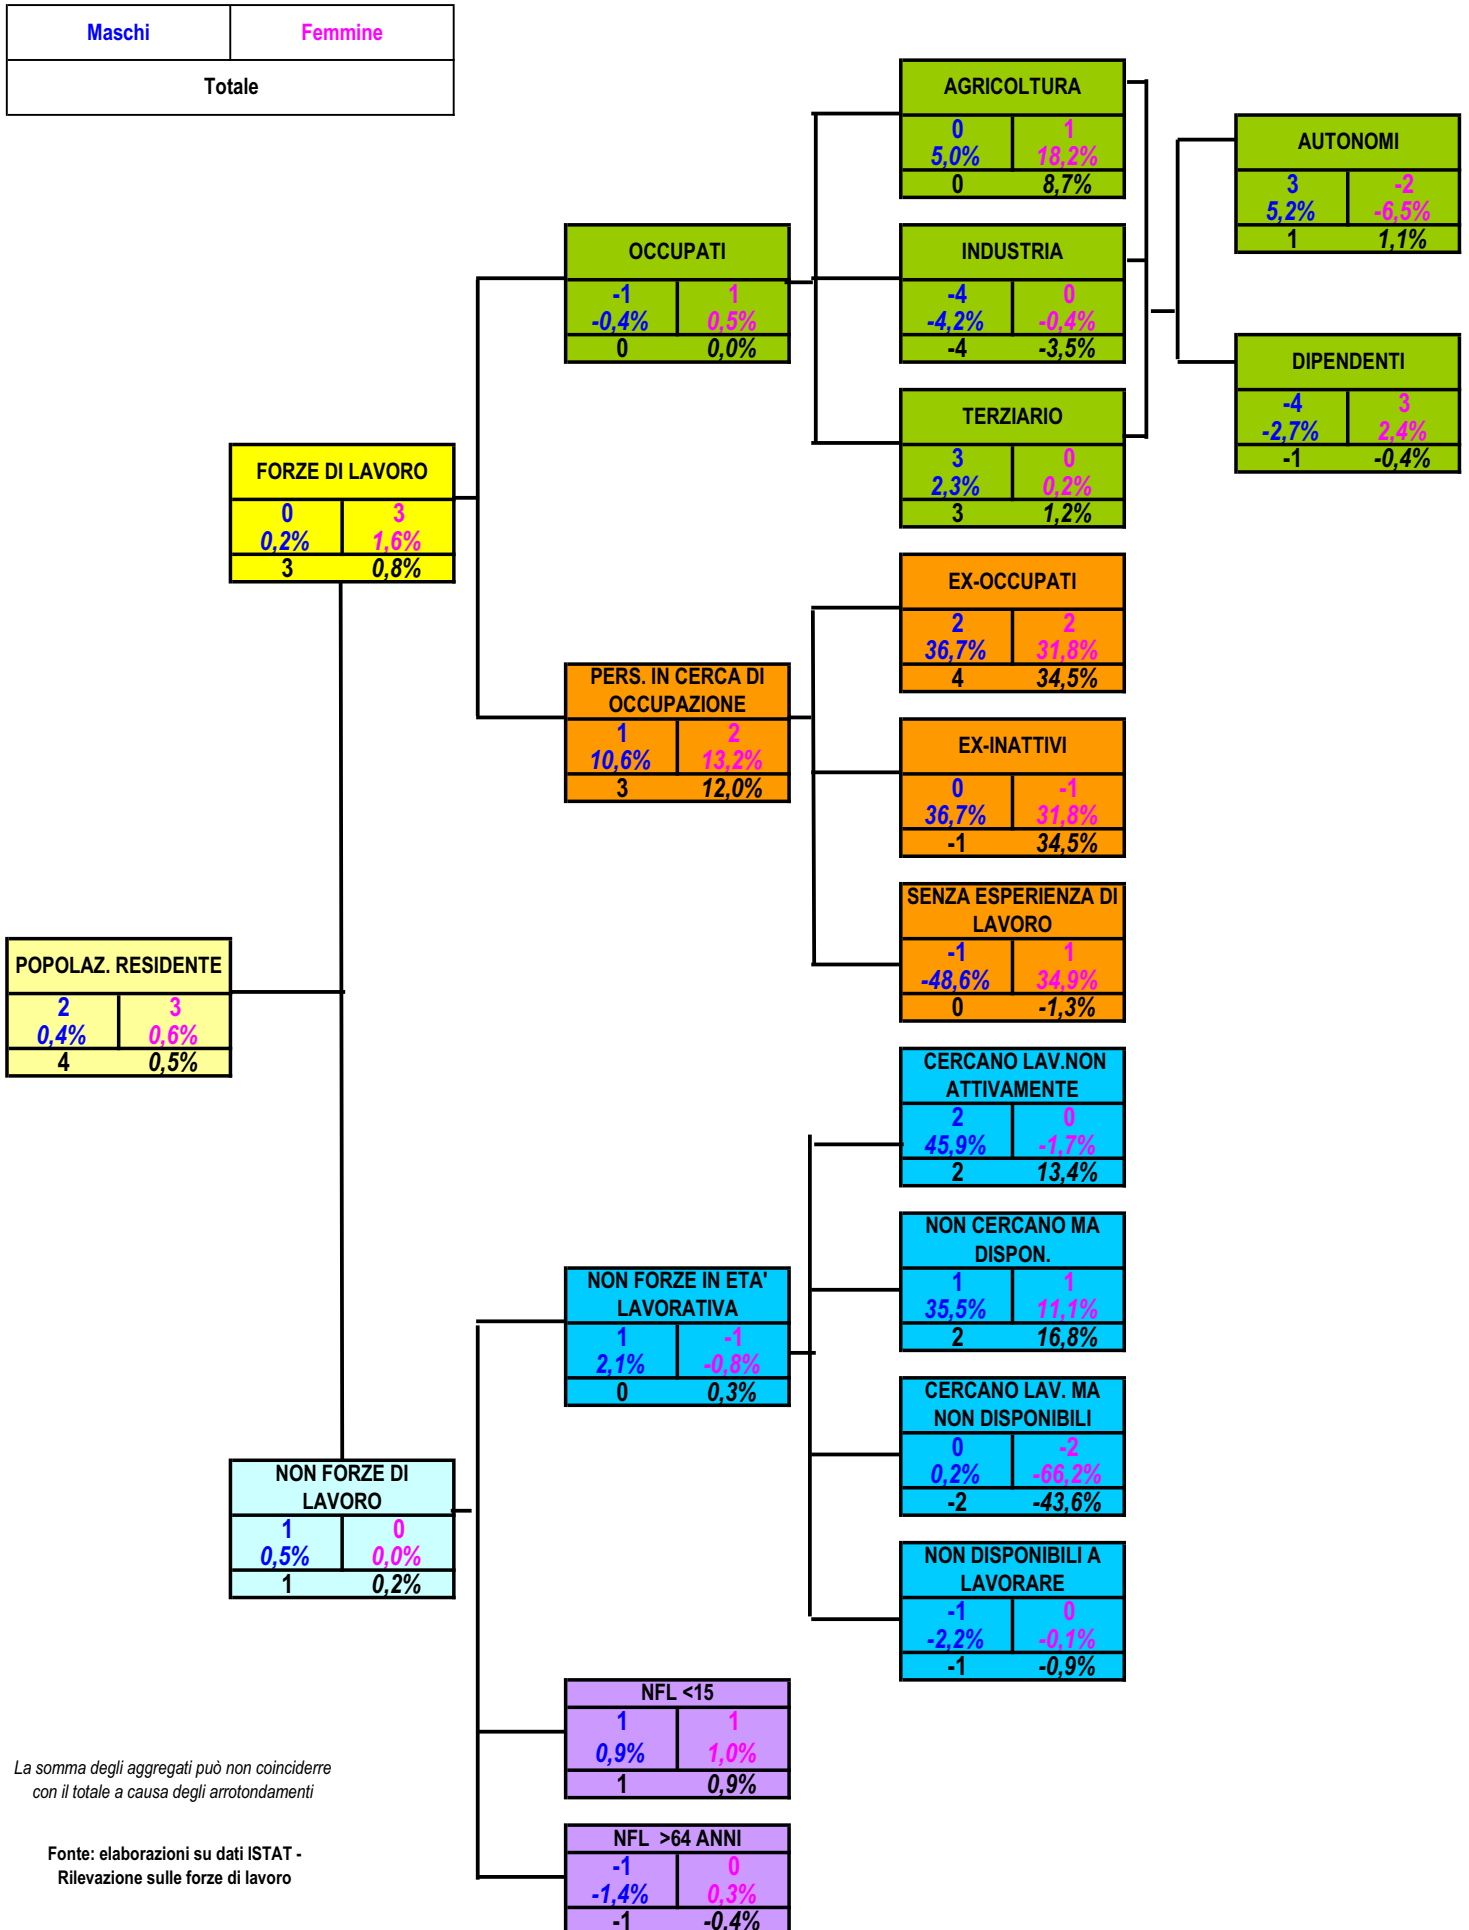 Maschi Femmine
Totale
AGRICOLTURA
0 1
5,0% 18,2%
0 8,7%
AUTONOMI
3 -2
5,2% -6,5%
1 1,1%
OCCUPATI
-1 1
-0,4% 0,5%
0 0,0%
INDUSTRIA
-4 0
-4,2% -0,4%
-4 -3,5%
DIPENDENTI
-4 3
-2,7% 2,4%
-1 -0,4%
TERZIARIO
3 0
2,3% 0,2%
3 1,2%
FORZE DI LAVORO
0 3
0,2% 1,6%
3 0,8%
EX-OCCUPATI
2 2
36,7% 31,8%
4 34,5%
PERS. IN CERCA DI
OCCUPAZIONE
1 2
10,6% 13,2%
3 12,0%
EX-INATTIVI
0 -1
36,7% 31,8%
-1 34,5%
SENZA ESPERIENZA DI
LAVORO
-1 1
-48,6% 34,9%
0 -1,3%
POPOLAZ. RESIDENTE
2 3
0,4% 0,6%
4 0,5%
CERCANO LAV.NON
ATTIVAMENTE
2 0
45,9% -1,7%
2 13,4%
NON CERCANO MA
DISPON.
1 1
35,5% 11,1%
2 16,8%
NON FORZE IN ETA'
LAVORATIVA
1 -1
2,1% -0,8%
0 0,3%
CERCANO LAV. MA
NON DISPONIBILI
0 -2
0,2% -66,2%
-2 -43,6%
NON FORZE DI
LAVORO
1 0
0,5% 0,0%
1 0,2%
NON DISPONIBILI A
LAVORARE
-1 0
-2,2% -0,1%
-1 -0,9%
NFL <15
1 1
0,9% 1,0%
1 0,9%
La somma degli aggregati può non coinciderre
con il totale a causa degli arrotondamenti
NFL >64 ANNI
-1 0
-1,4% 0,3%
-1 -0,4%
Fonte: elaborazioni su dati ISTAT -
Rilevazione sulle forze di lavoro